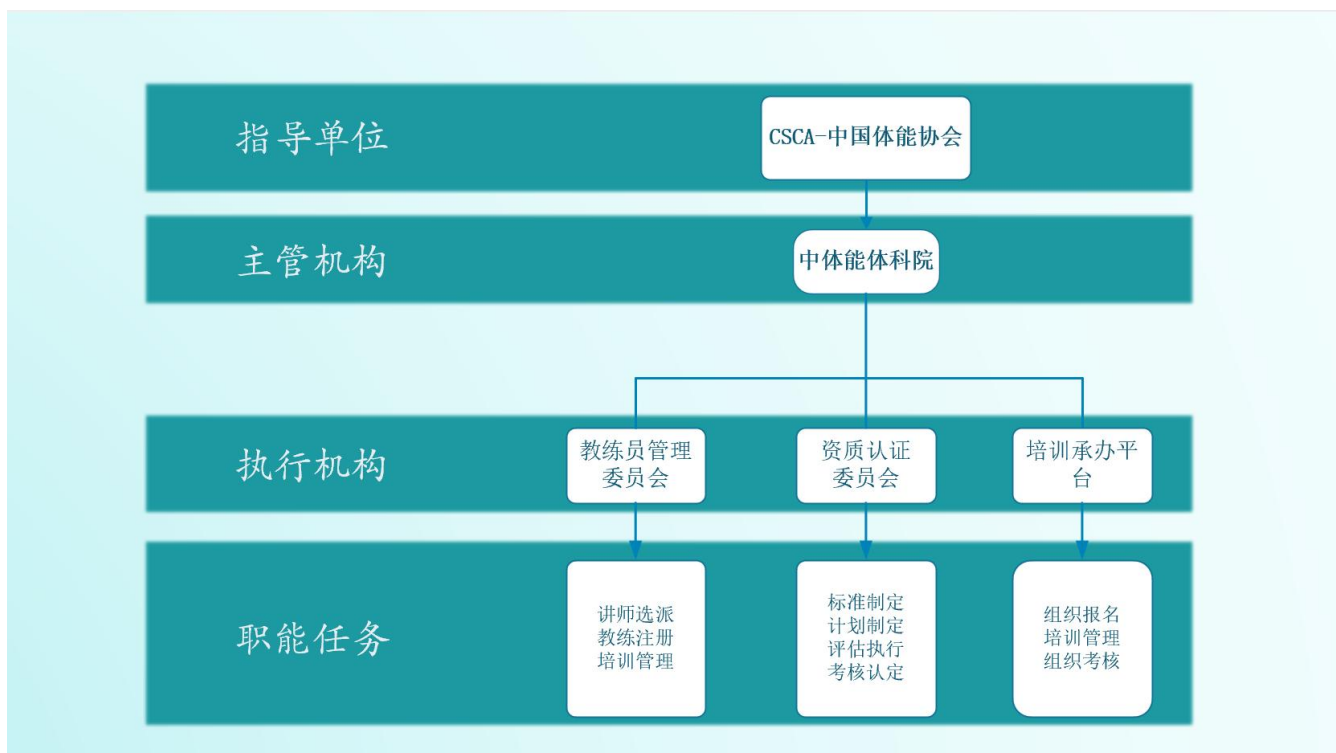 指导单位
CSCA-中国体能协会
主管机构
中体能体科院
执行机构
教练员管理
委员会
资质认证
委员会
培训承办平
台
职能任务
讲师选派
教练注册
培训管理
标准制定
计划制定
评估执行
考核认定
组织报名
培训管理
组织考核